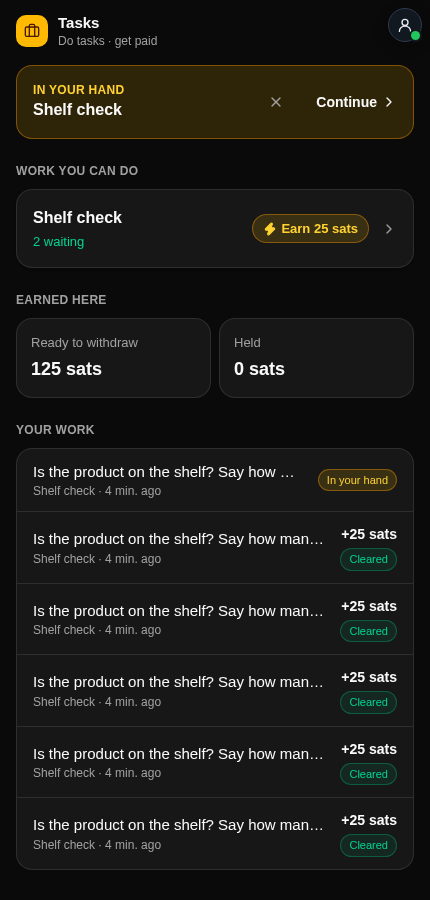 Tasks
Do tasks · get paid
IN YOUR HAND
Shelf check
Continue
WORK YOU CAN DO
Shelf check
2 waiting
Earn 25 sats
EARNED HERE
Ready to withdraw
125 sats
Held
0 sats
YOUR WORK
Is the product on the shelf? Say how …
Shelf check · 4 min. ago
In your hand
Is the product on the shelf? Say how man…
Shelf check · 4 min. ago
+25 sats
Cleared
Is the product on the shelf? Say how man…
Shelf check · 4 min. ago
+25 sats
Cleared
Is the product on the shelf? Say how man…
Shelf check · 4 min. ago
+25 sats
Cleared
Is the product on the shelf? Say how man…
Shelf check · 4 min. ago
+25 sats
Cleared
Is the product on the shelf? Say how man…
Shelf check · 4 min. ago
+25 sats
Cleared